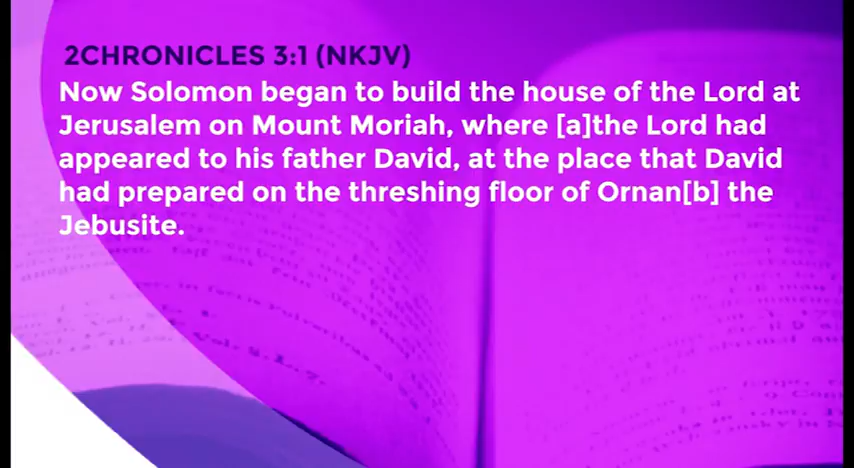 2CHRONICLES 3:1 (NKJV)
Now Solomon began to build the house of the Lord at
Jerusalem on Mount Moriah, where [a]the Lord had
appeared to his father David, at the place that David
had prepared on the threshing floor of Ornan[b] the
Jebusite.